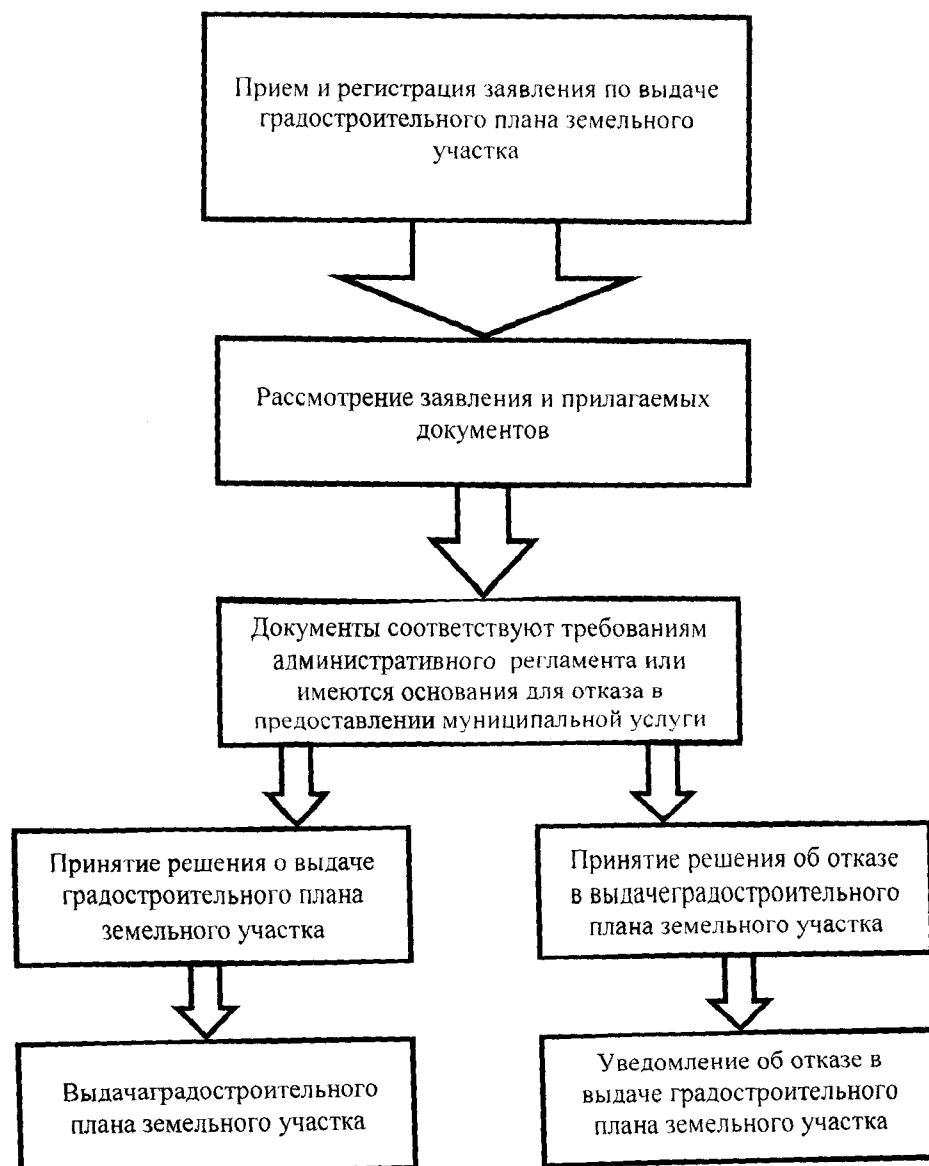 Прием и регистрация заявления по выдаче
градостроительного плана земельного
участка
Рассмотрение заявления и прилагаемых
документов
Документы соответствуют требованиям
административного регламента или
имеются основания для отказа в
предоставлении муниципальной услуги
Принятие решения о выдаче
градостроительного плана
земельного участка
Принятие решения об отказе
в выдачеградостроительного
плана земельного участка
Выдачаградостроительного
плана земельного участка
Уведомление об отказе в
выдаче градостроительного
плана земельного участка